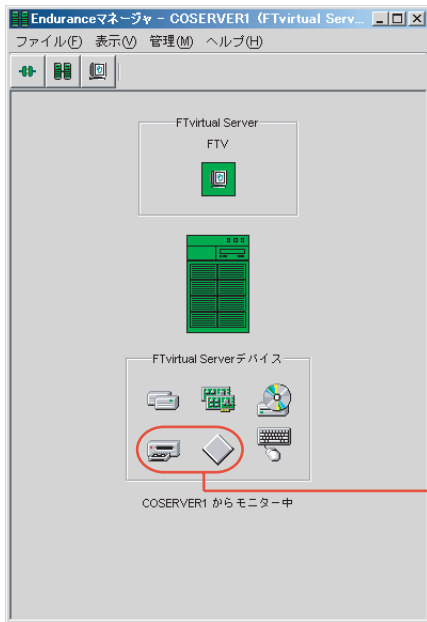 Enduranceマネージャ - COSERVER1 (FTvirtual Serv...
ファイル(F) 表示(V) 管理(M) ヘルプ(H)
FTvirtual Server
FTV
FTvirtual Serverデバイス
COSERVER1 からモニター中